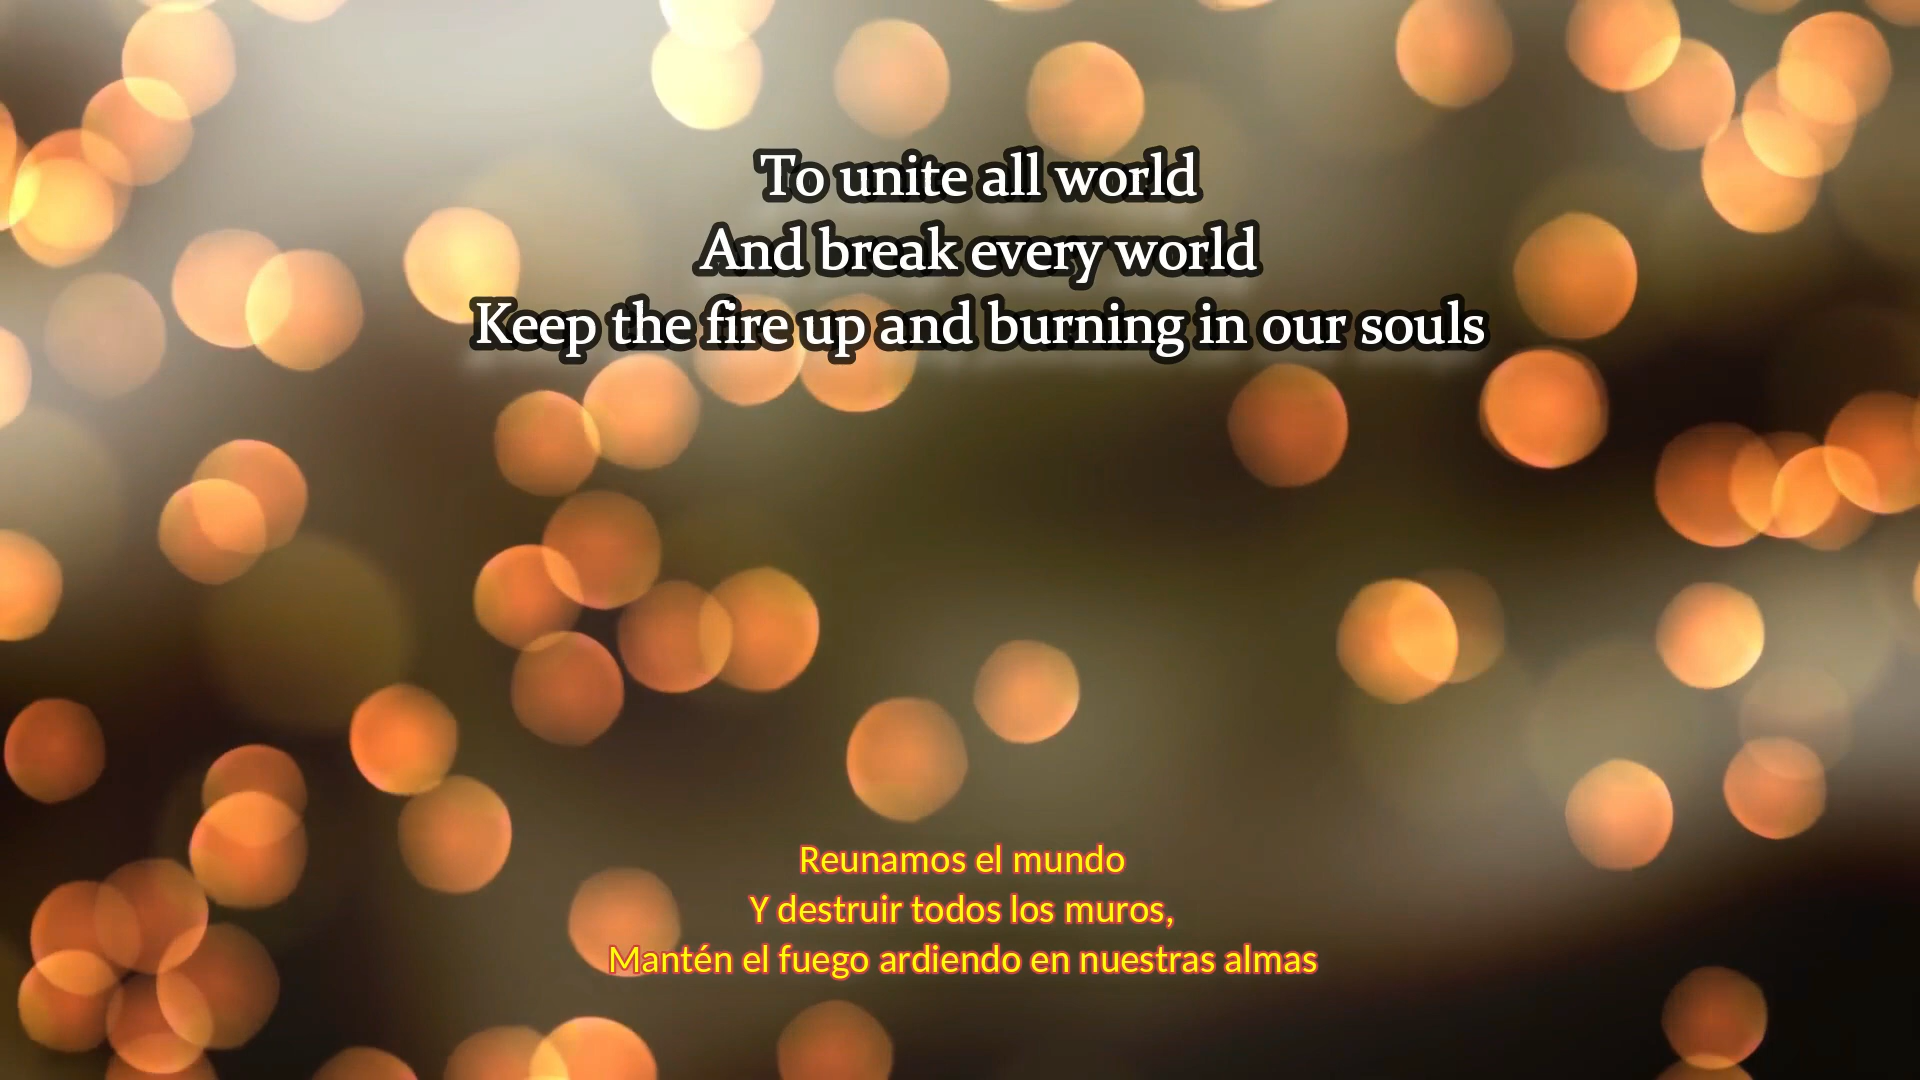 To unite all world
And break every world
Keep the fire up and burning in our souls
Reunamos el mundo
Y destruir todos los muros,
Mantén el fuego ardiendo en nuestras almas